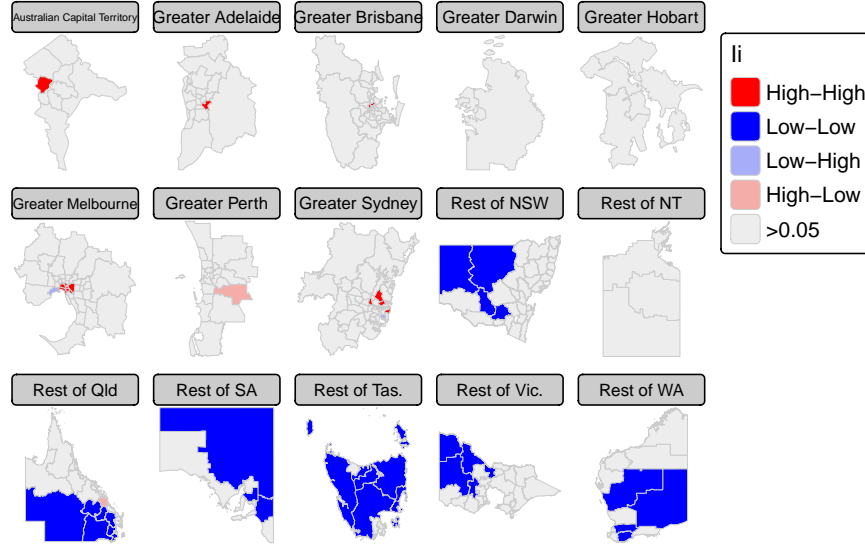 Australian Capital Territory
Greater Adelaide
Greater Brisbane
Greater Darwin
Greater Hobart
Ii
High−High
Low−Low
Low−High
High−Low
>0.05
Greater Melbourne
Greater Perth
Greater Sydney
Rest of NSW
Rest of NT
Rest of Qld
Rest of SA
Rest of Tas.
Rest of Vic.
Rest of WA